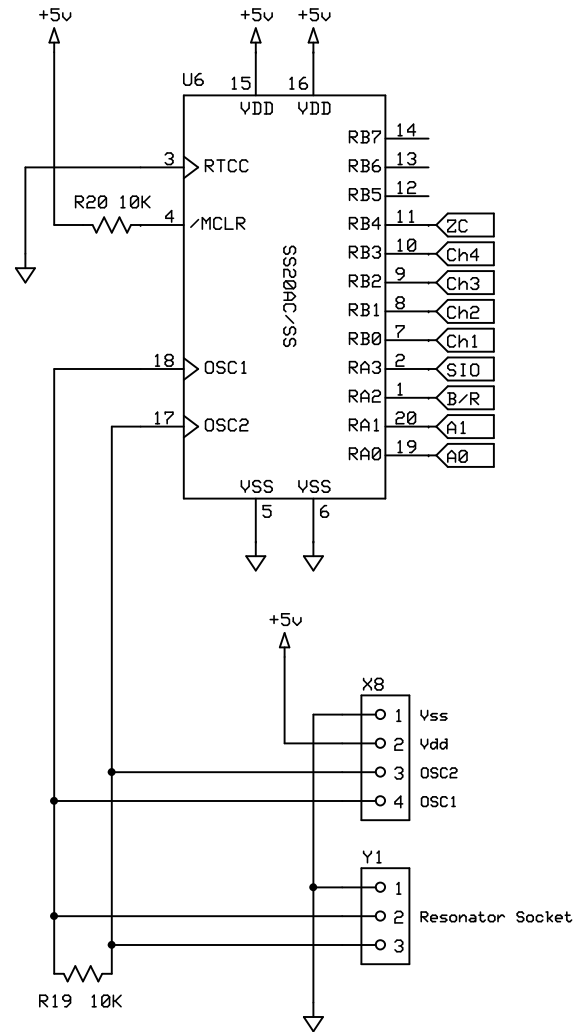 +5v +5v +5v
U6 15 16
VDD VDD
RB7 14
3 RTCC RB6 13
RB5 12
R20 10K 4 /MCLR RB4 11 ZC
RB3 10 Ch4
SS20AC/SS RB2 9 Ch3
RB1 8 Ch2
RB0 7 Ch1
18 OSC1 RA3 2 SIO
RA2 1 B/R
17 OSC2 RA1 20 A1
RA0 19 A0
VSS VSS
5 6
+5v
X8
1 Vss
2 Vdd
3 OSC2
4 OSC1
Y1
1
2 Resonator Socket
3
R19 10K